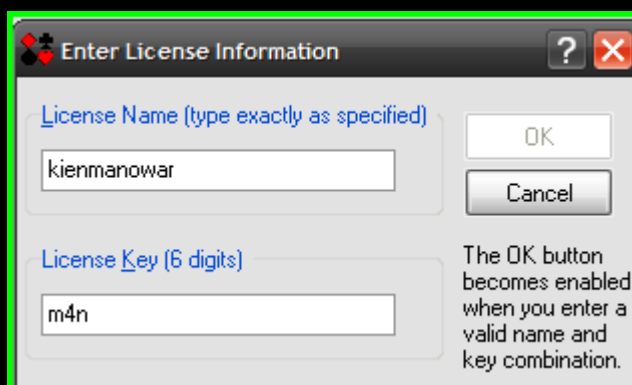 Enter License Information
License Name (type exactly as specified)
OK
kienmanowar
Cancel
License Key (6 digits)
m4n
The OK button
becomes enabled
when you enter a
valid name and
key combination.